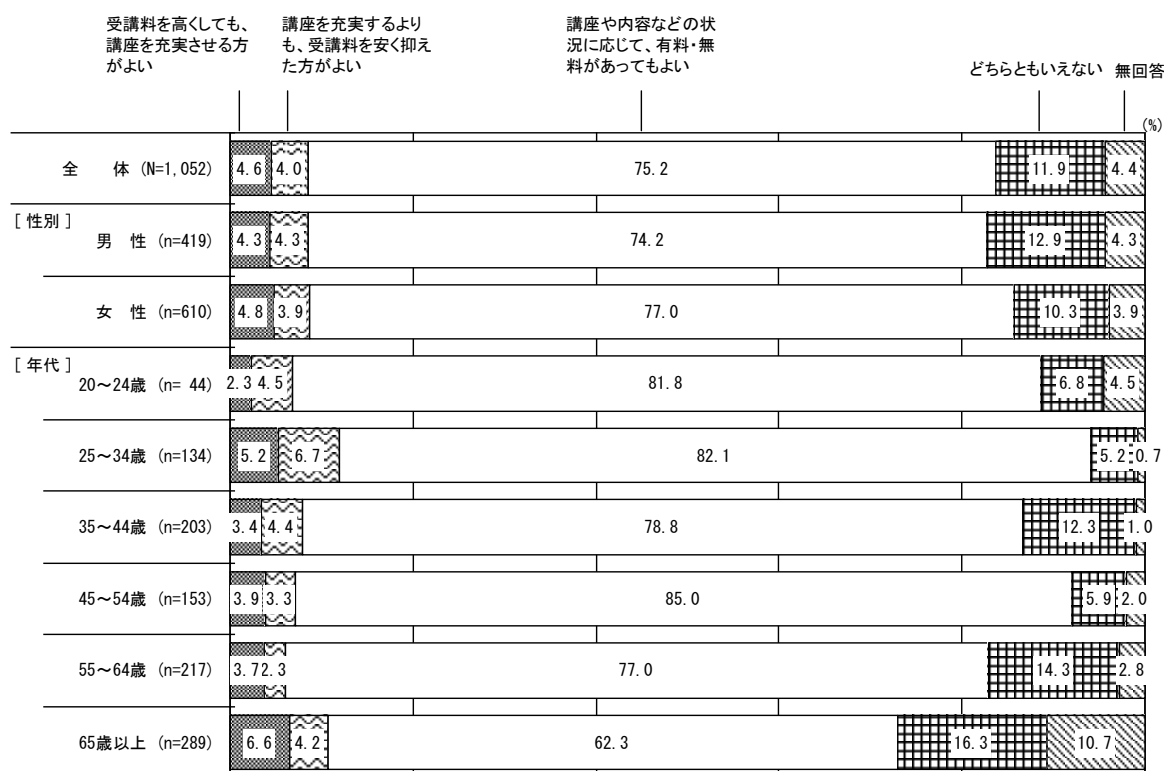 受講料を高くしても、
講座を充実させる方
がよい
講座を充実するより
も、受講料を安く抑え
た方がよい
講座や内容などの状
況に応じて、有料・無
料があってもよい
どちらともいえない
無回答
(%)
全 体 (N=1,052) 4.6 4.0 75.2 11.9 4.4
[ 性別 ]
男 性 (n=419) 4.3 4.3 74.2 12.9 4.3
女 性 (n=610) 4.8 3.9 77.0 10.3 3.9
[ 年代 ]
20～24歳 (n= 44) 2.3 4.5 81.8 6.8 4.5
25～34歳 (n=134) 5.2 6.7 82.1 5.2 0.7
35～44歳 (n=203) 3.4 4.4 78.8 12.3 1.0
45～54歳 (n=153) 3.9 3.3 85.0 5.9 2.0
55～64歳 (n=217) 3.7 2.3 77.0 14.3 2.8
65歳以上 (n=289) 6.6 4.2 62.3 16.3 10.7